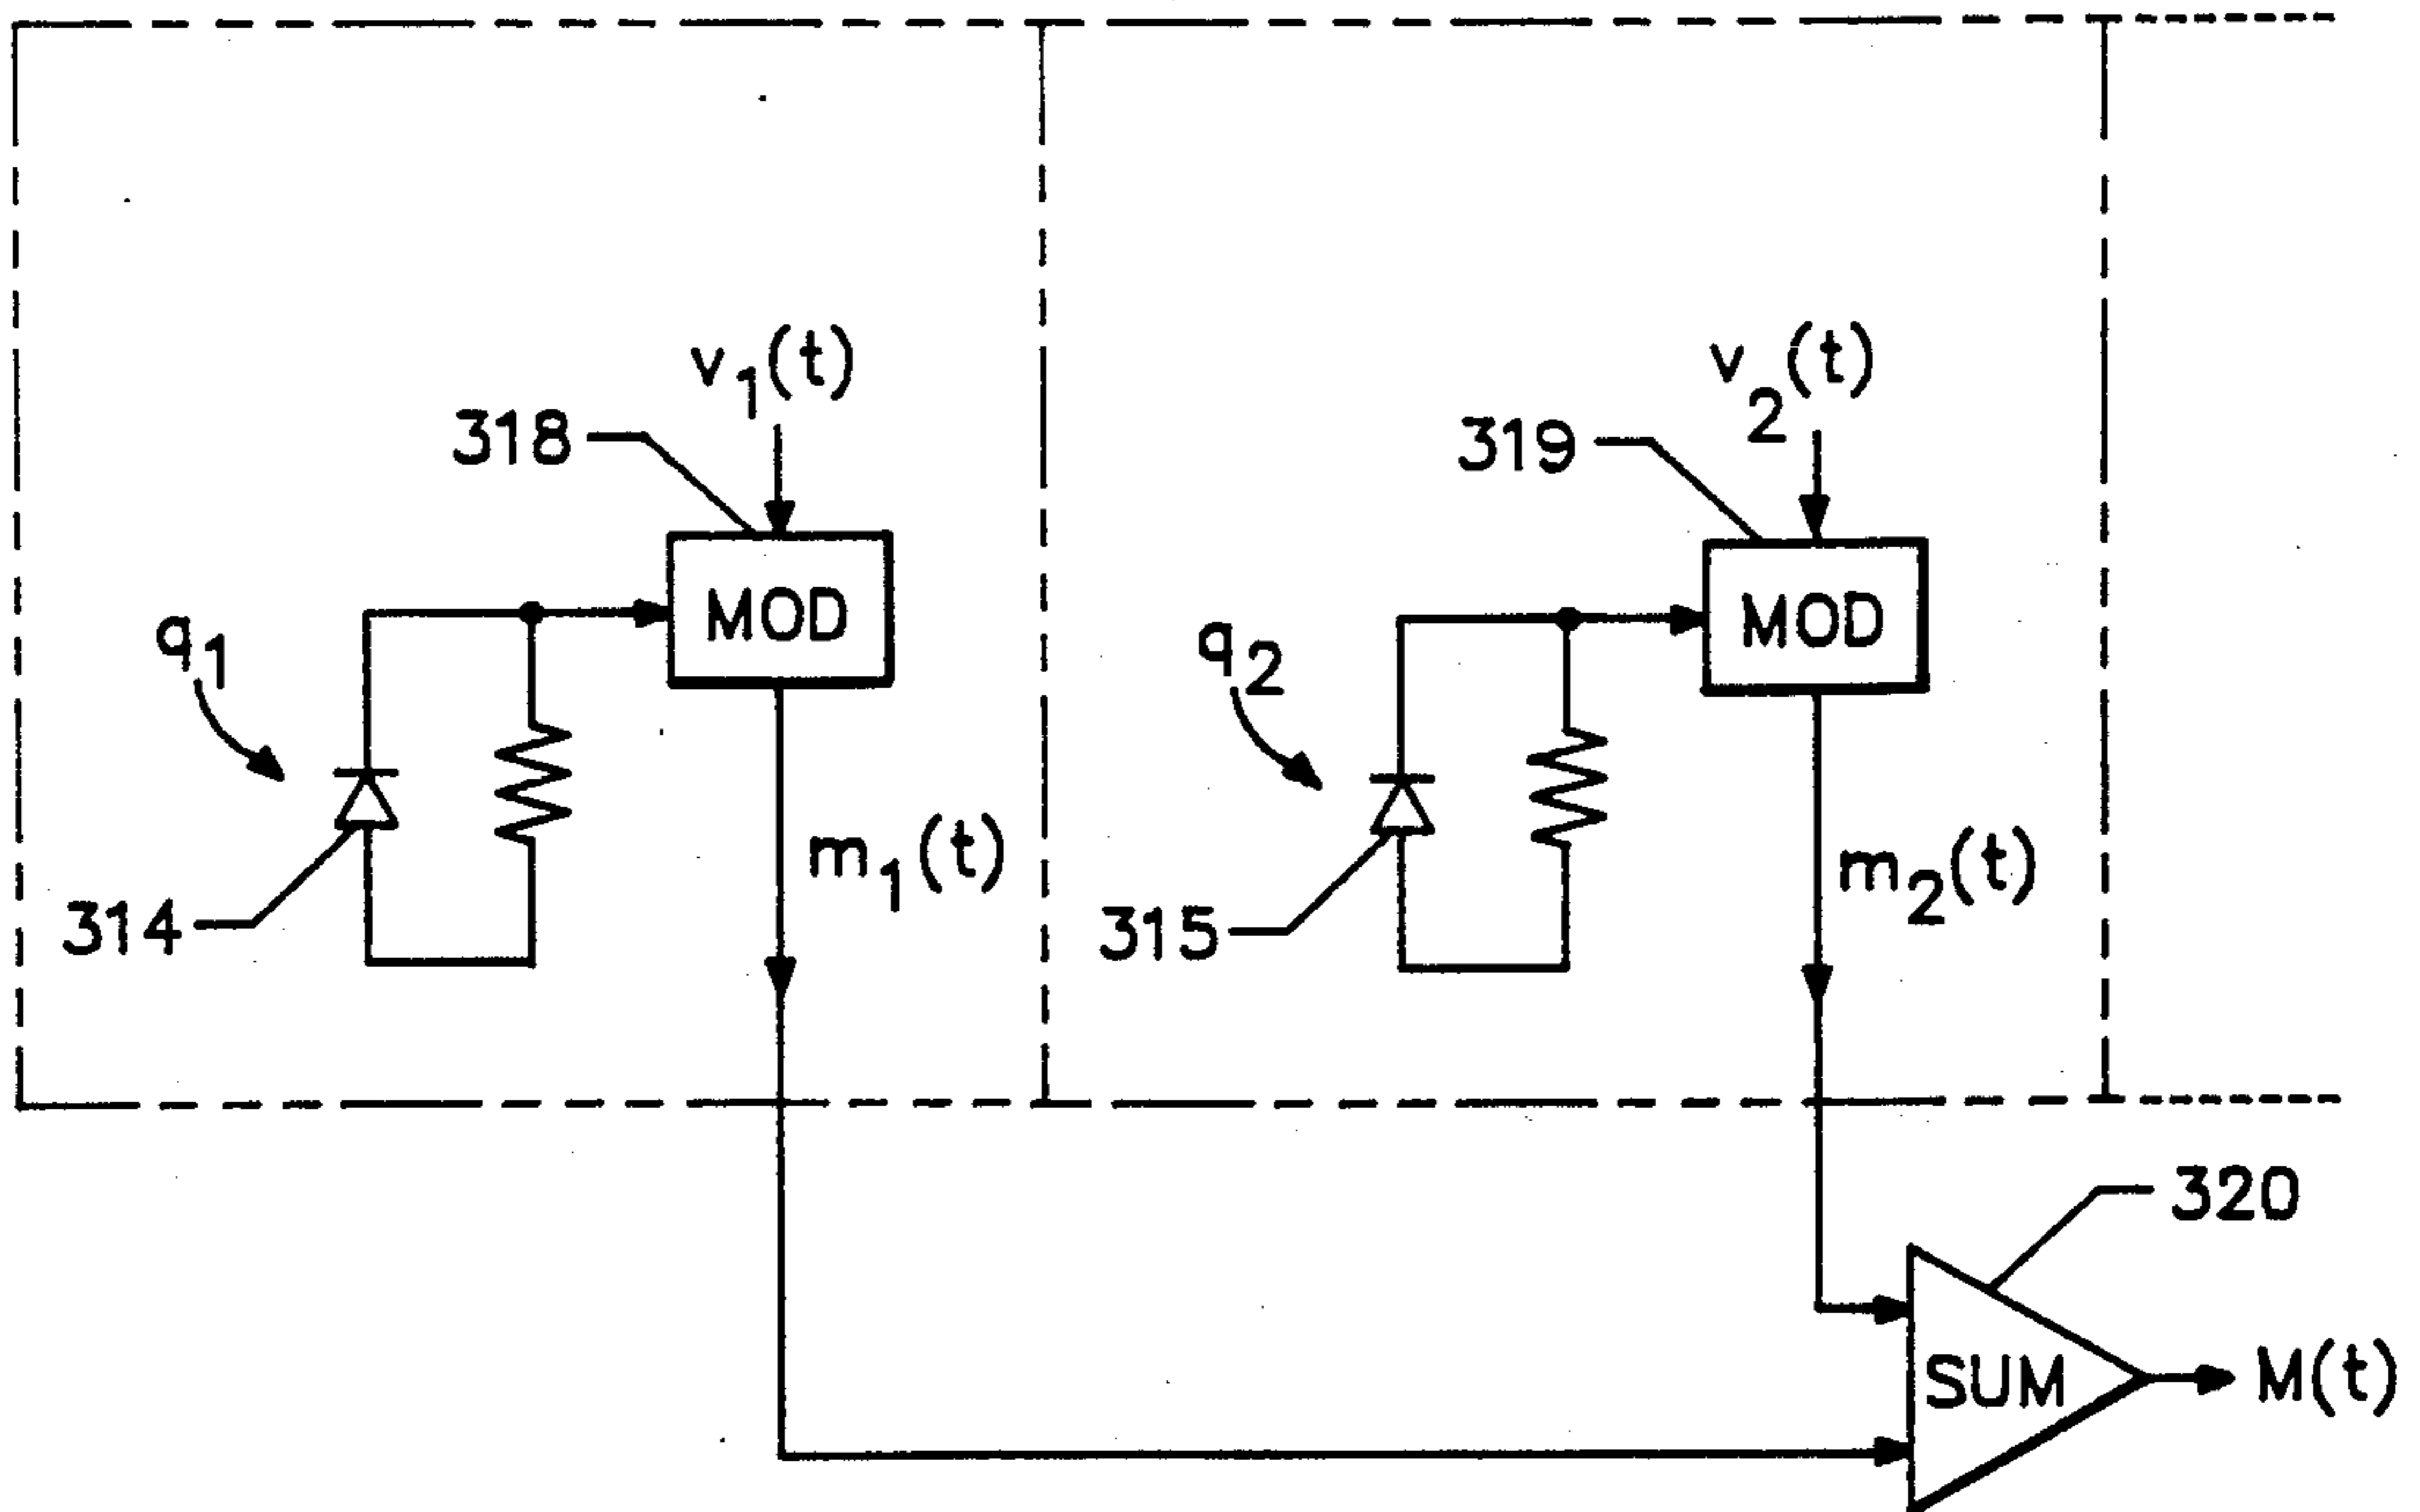 v1(t)
318
MOD
q1
314
m1(t)
v2(t)
319
MOD
q2
315
m2(t)
320
SUM
M(t)